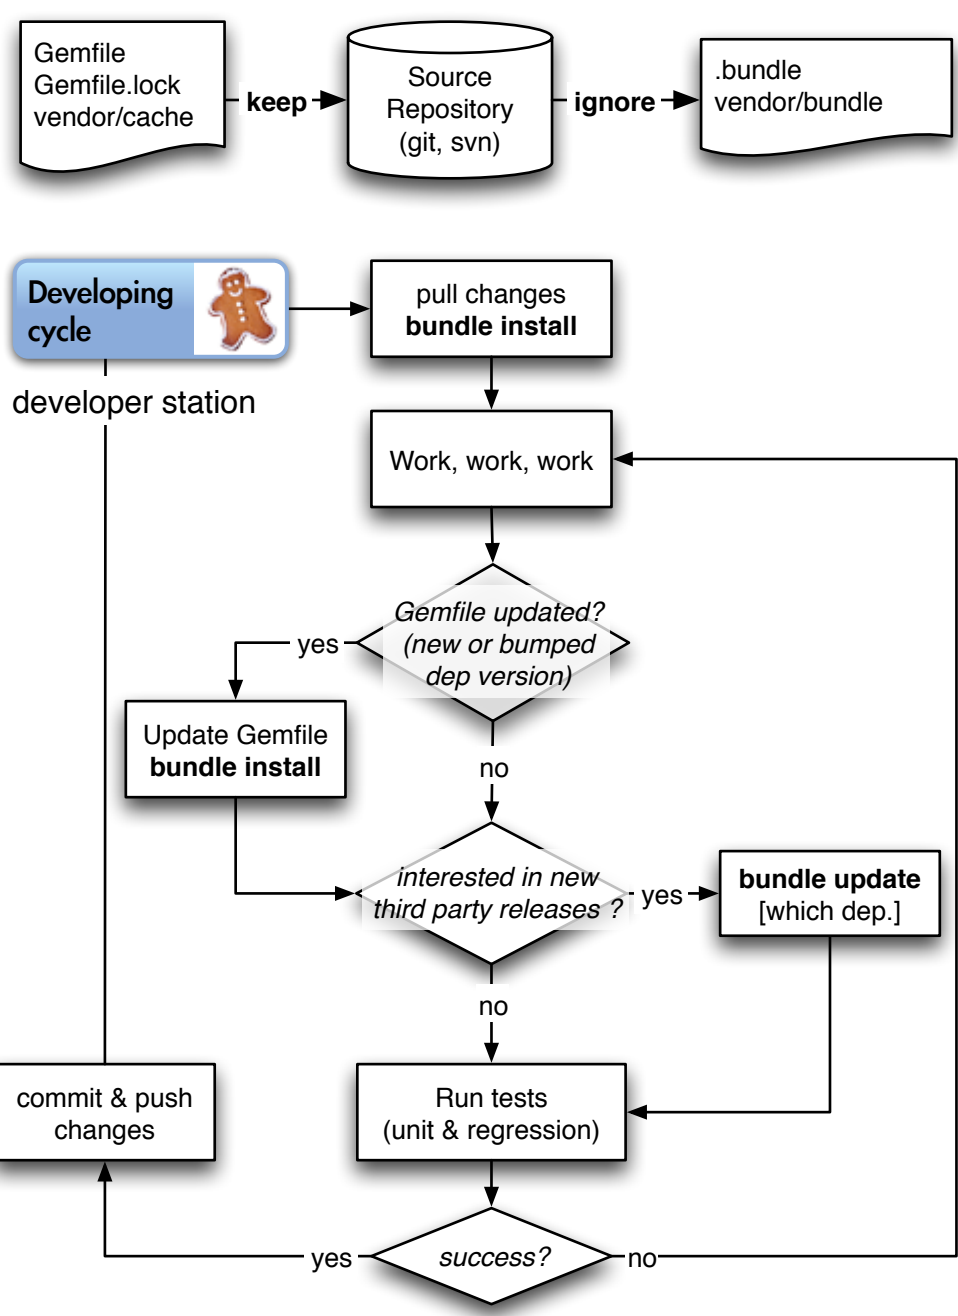 Gemfile
Gemfile.lock
vendor/cache
keep
Source
Repository
(git, svn)
ignore
.bundle
vendor/bundle
Developing
cycle
developer station
pull changes
bundle install
Work, work, work
Gemfile updated?
(new or bumped
dep version)
yes
Update Gemfile
bundle install
no
interested in new
third party releases ?
yes
bundle update
[which dep.]
no
commit & push
changes
Run tests
(unit & regression)
yes
success?
no